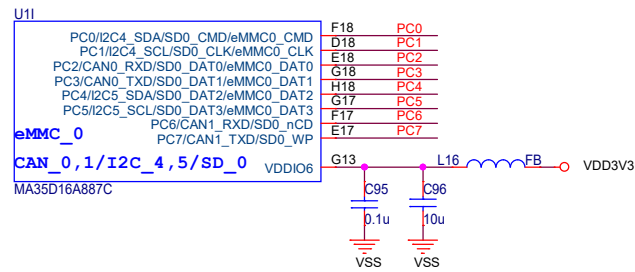 U1I
PC0/I2C4_SDA/SD0_CMD/eMMC0_CMD F18 PC0
PC1/I2C4_SCL/SD0_CLK/eMMC0_CLK D18 PC1
PC2/CAN0_RXD/SD0_DAT0/eMMC0_DAT0 E18 PC2
PC3/CAN0_TXD/SD0_DAT1/eMMC0_DAT1 G18 PC3
PC4/I2C5_SDA/SD0_DAT2/eMMC0_DAT2 H18 PC4
PC5/I2C5_SCL/SD0_DAT3/eMMC0_DAT3 G17 PC5
PC6/CAN1_RXD/SD0_nCD F17 PC6
PC7/CAN1_TXD/SD0_WP E17 PC7
eMMC_0
CAN_0,1/I2C_4,5/SD_0 VDDIO6 G13 L16 FB VDD3V3
MA35D16A887C
C95 C96
0.1u 10u
VSS VSS